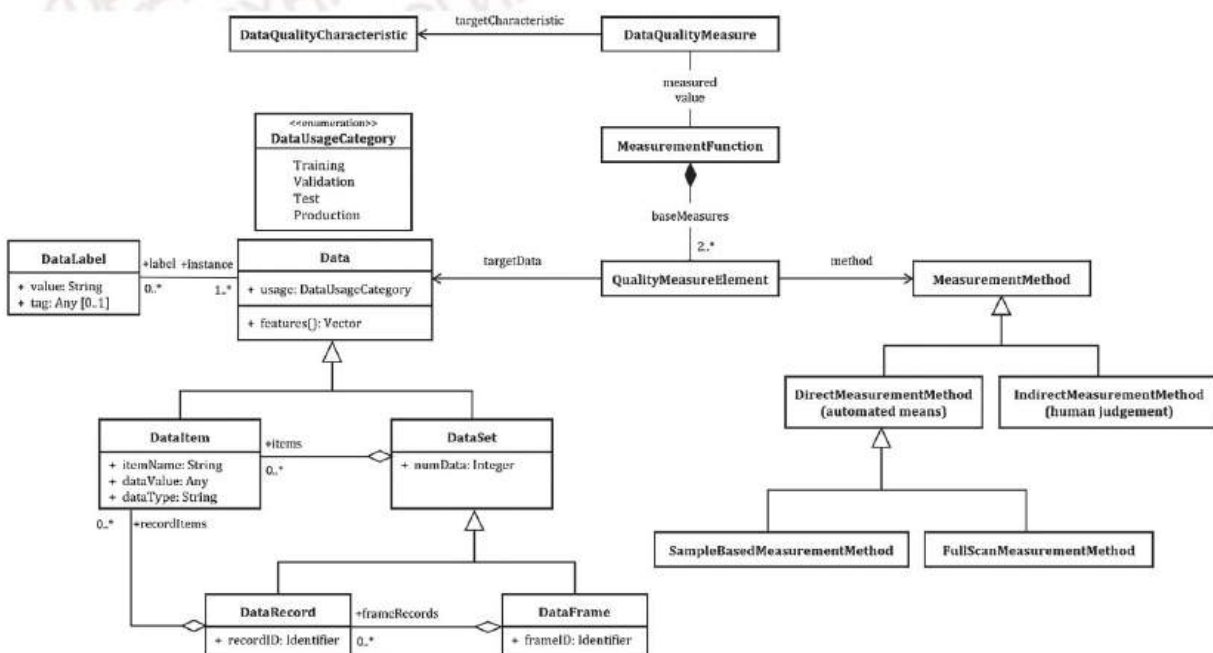 targetCharacteristic
DataQualityCharacteristic
DataQualityMeasure
measured
value
<<enumeration>>
DataUsageCategory
Training
Validation
Test
Production
MeasurementFunction
baseMeasures
2..*
DataLabel
+ value: String
+ tag: Any [0..1]
+label +instance
0..* 1..*
Data
+ usage: DataUsageCategory
+ features(): Vector
targetData
QualityMeasureElement
method
MeasurementMethod
DirectMeasurementMethod
(automated means)
IndirectMeasurementMethod
(human judgement)
DataItem
+ itemName: String
+ dataValue: Any
+ dataType: String
+items
0..*
DataSet
+ numData: Integer
0..* +recordItems
SampleBasedMeasurementMethod
FullScanMeasurementMethod
DataRecord
+ recordID: Identifier
+frameRecords
0..*
DataFrame
+ frameID: Identifier